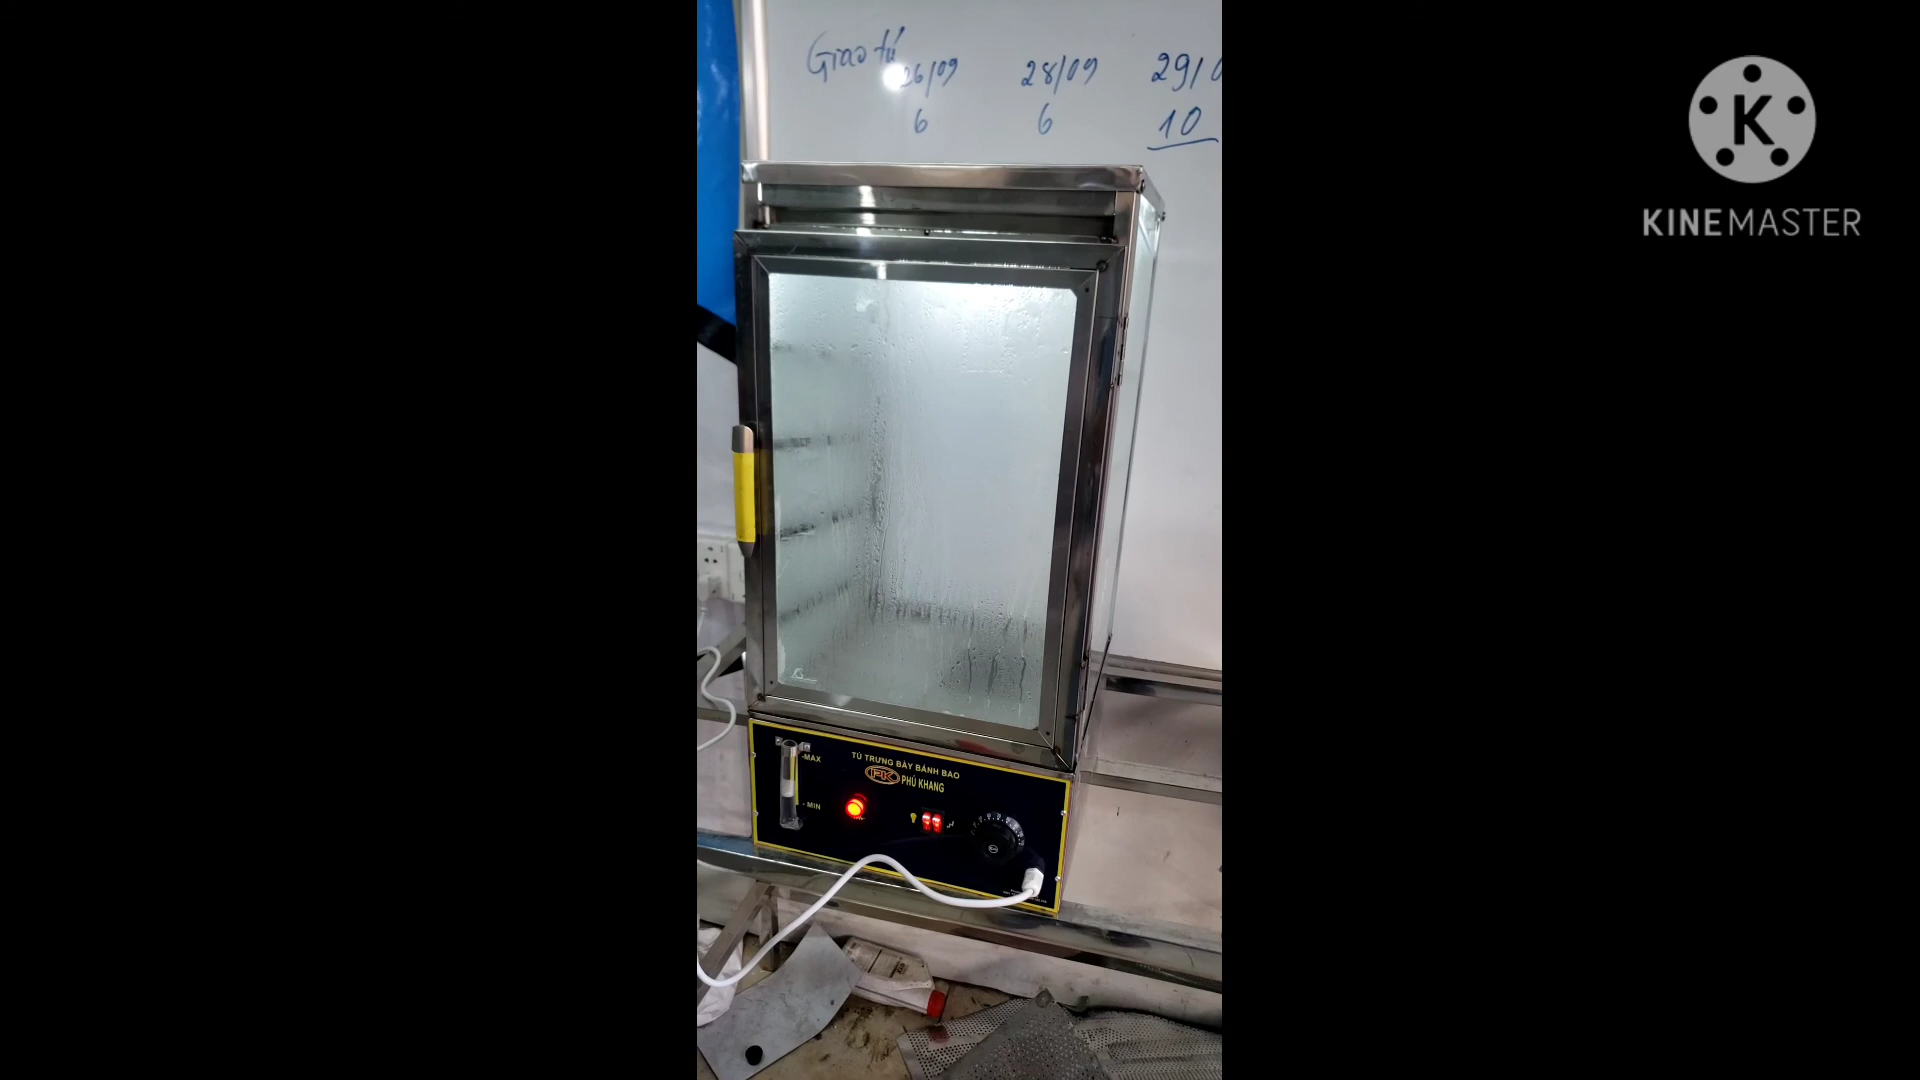 Giao tủ
26/09 28/09 29/0
6 6 10
KINEMASTER
-MAX
- MIN
TỦ TRƯNG BÀY BÁNH BAO
PK PHÚ KHANG